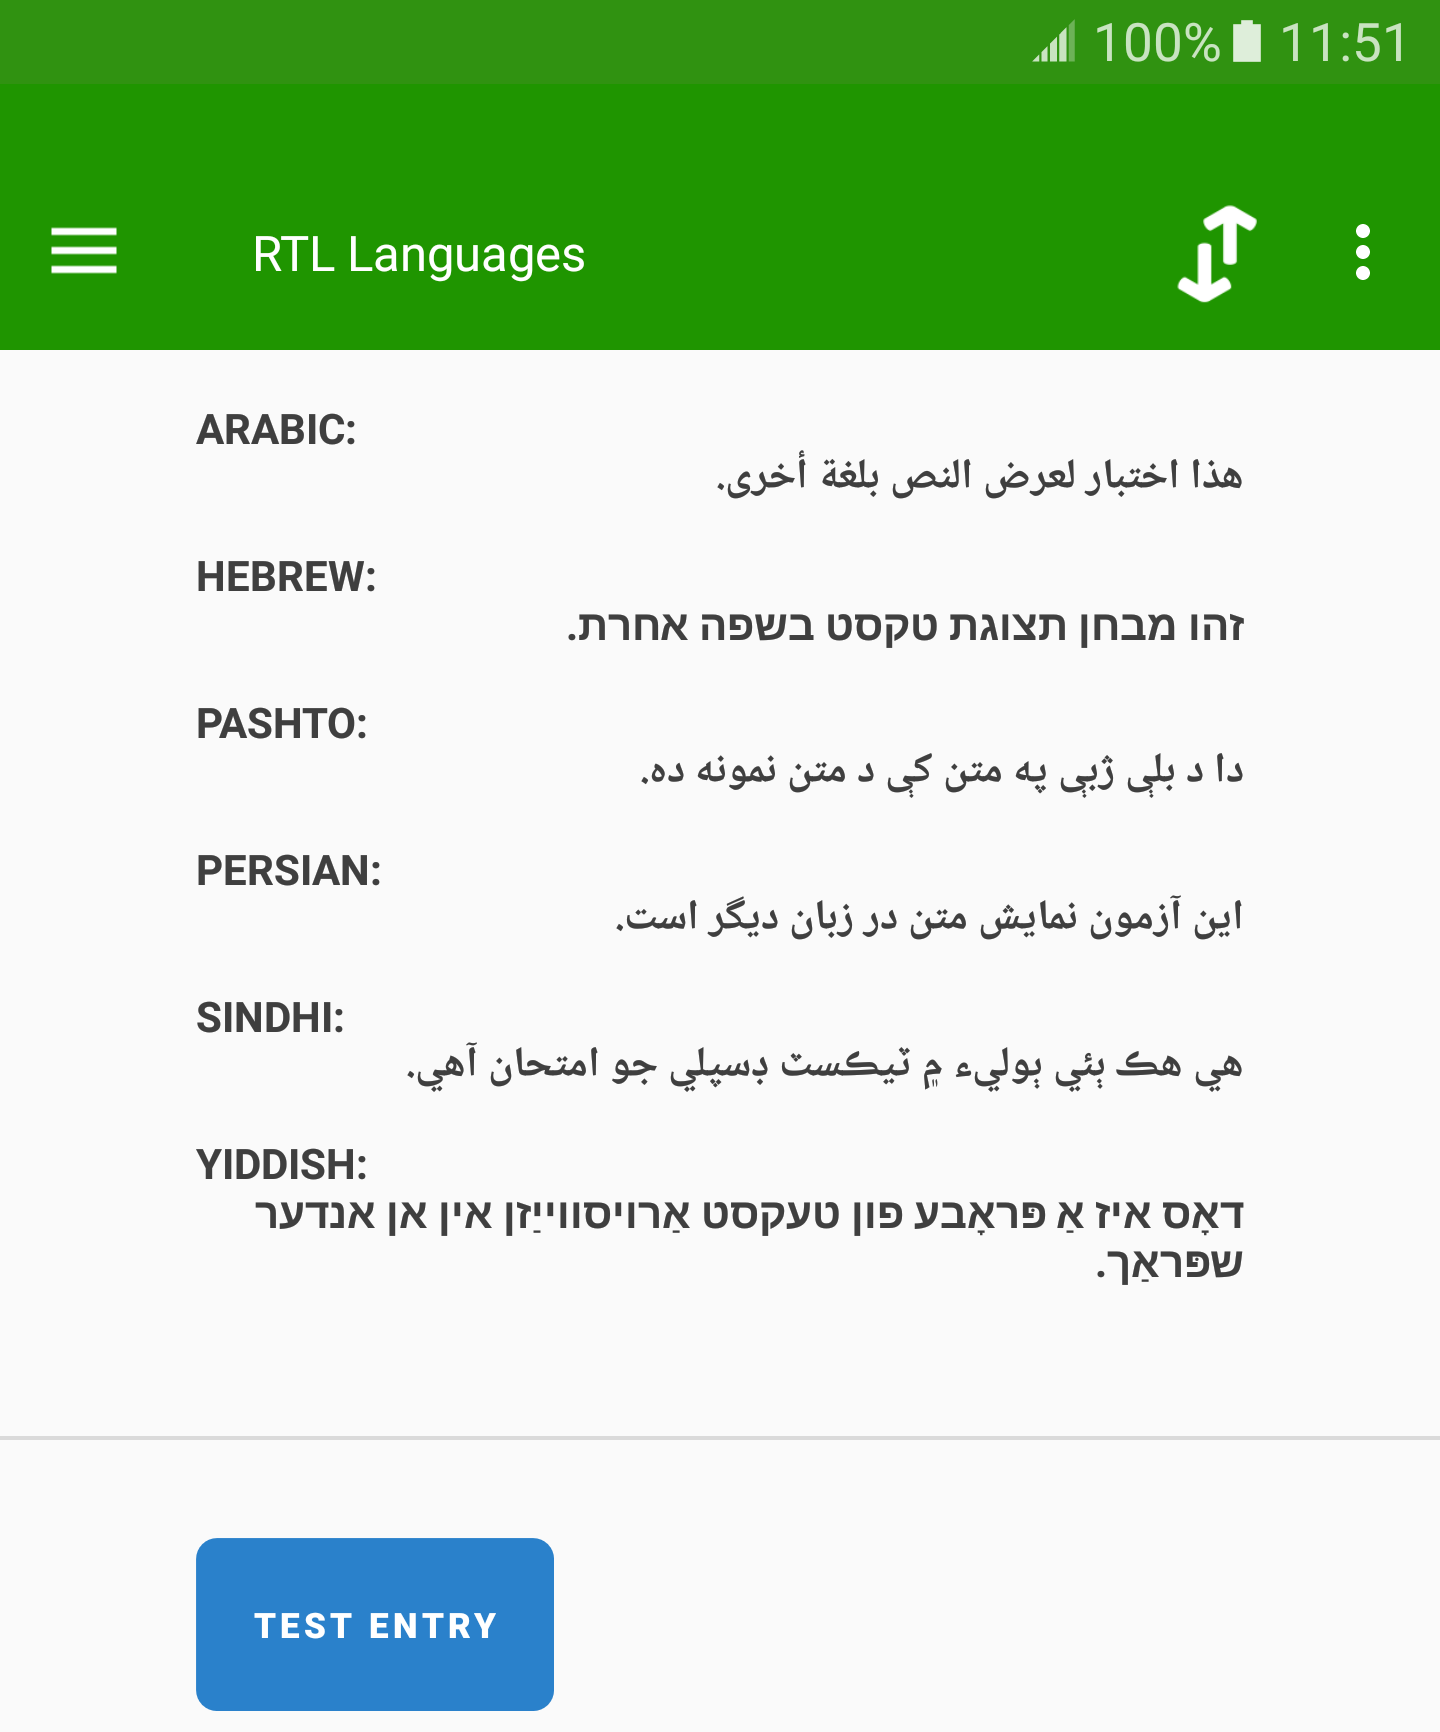 100% 11:51
RTL Languages
ARABIC:
هذا اختبار لعرض النص بلغة أخرى.
HEBREW:
זהו מבחן תצוגת טקסט בשפה אחרת.
PASHTO:
دا د بلې ژبې په متن کې د متن نمونه ده.
PERSIAN:
این آزمون نمایش متن در زبان دیگر است.
SINDHI:
هي هڪ ٻئي ٻوليء ۾ ٽيڪسٽ ڊسپلي جو امتحان آهي.
YIDDISH:
דאָס איז אַ פּראָבע פון טעקסט אַרויסווייַזן אין אן אנדער
שפּראַך.
TEST ENTRY